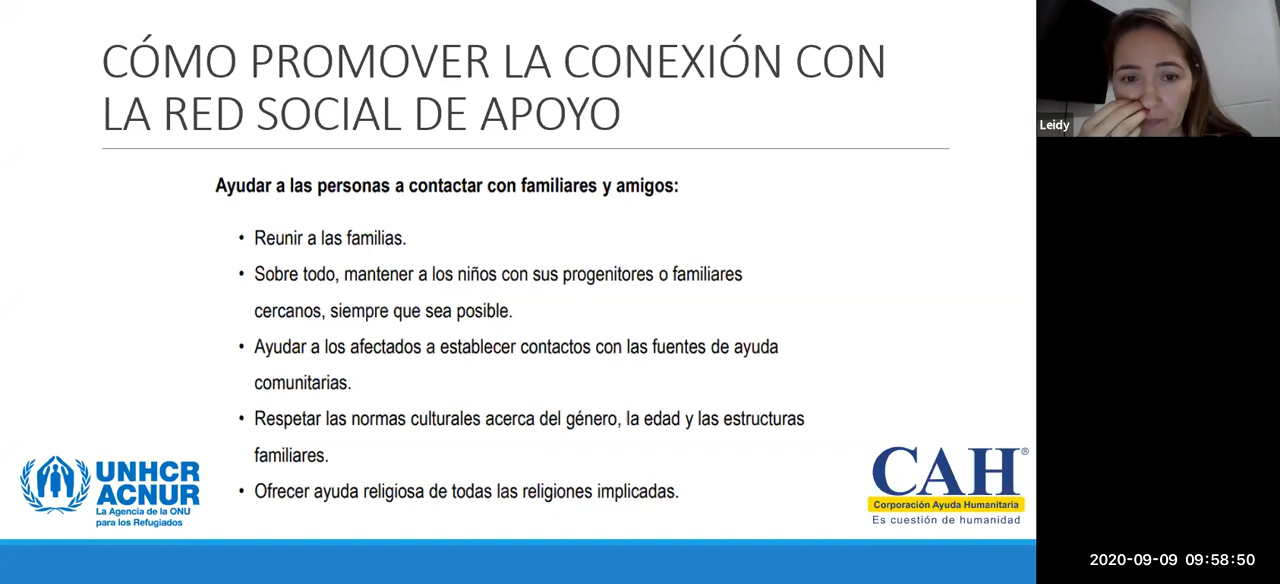 CÓMO PROMOVER LA CONEXIÓN CON
LA RED SOCIAL DE APOYO
Ayudar a las personas a contactar con familiares y amigos:
• Reunir a las familias.
• Sobre todo, mantener a los niños con sus progenitores o familiares
cercanos, siempre que sea posible.
• Ayudar a los afectados a establecer contactos con las fuentes de ayuda
comunitarias.
• Respetar las normas culturales acerca del género, la edad y las estructuras
familiares.
• Ofrecer ayuda religiosa de todas las religiones implicadas.
UNHCR
ACNUR
La Agencia de la ONU
para los Refugiados
CAH®
Corporación Ayuda Humanitaria
Es cuestión de humanidad
Leidy
2020-09-09 09:58:50